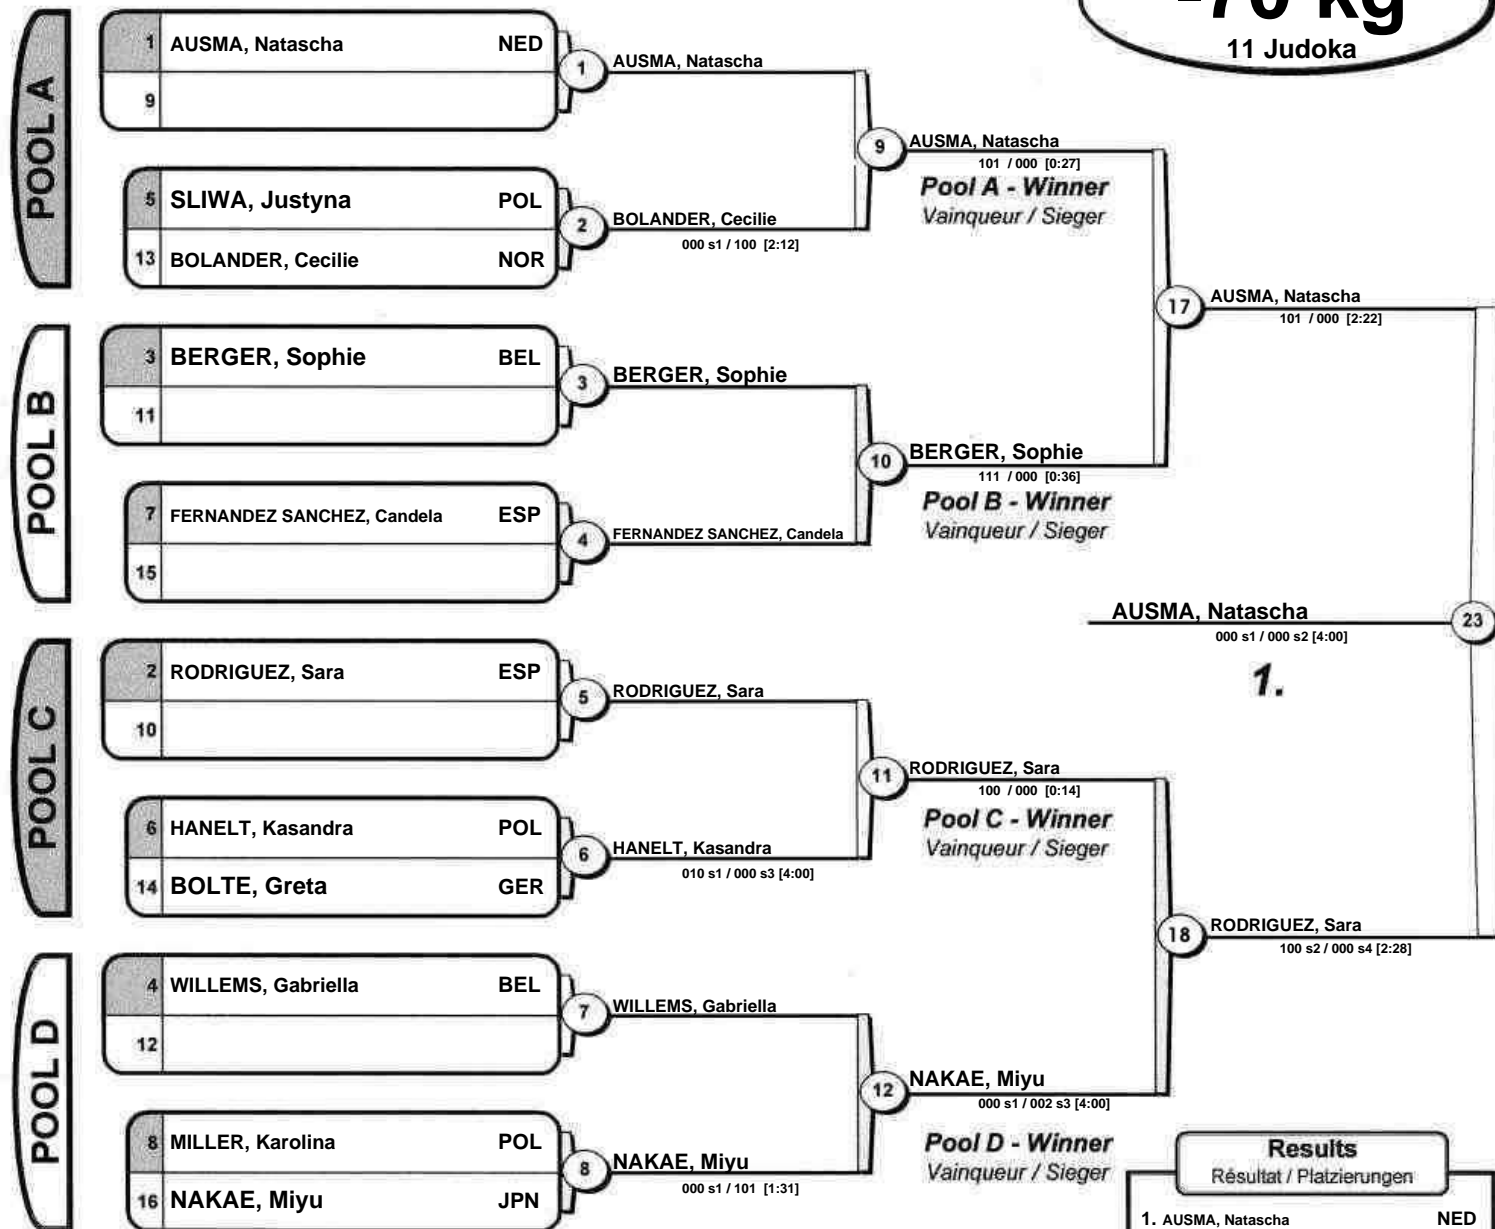 -70 kg
11 Judoka
POOL A
1 AUSMA, Natascha NED
9
5 SLIWA, Justyna POL
13 BOLANDER, Cecilie NOR
1 AUSMA, Natascha
2 BOLANDER, Cecilie
000 s1 / 100 [2:12]
9 AUSMA, Natascha
101 / 000 [0:27]
Pool A - Winner
Vainqueur / Sieger
POOL B
3 BERGER, Sophie BEL
11
7 FERNANDEZ SANCHEZ, Candela ESP
15
3 BERGER, Sophie
4 FERNANDEZ SANCHEZ, Candela
10 BERGER, Sophie
111 / 000 [0:36]
Pool B - Winner
Vainqueur / Sieger
17 AUSMA, Natascha
101 / 000 [2:22]
AUSMA, Natascha 23
000 s1 / 000 s2 [4:00]
1.
POOL C
2 RODRIGUEZ, Sara ESP
10
6 HANELT, Kasandra POL
14 BOLTE, Greta GER
5 RODRIGUEZ, Sara
6 HANELT, Kasandra
010 s1 / 000 s3 [4:00]
11 RODRIGUEZ, Sara
100 / 000 [0:14]
Pool C - Winner
Vainqueur / Sieger
18 RODRIGUEZ, Sara
100 s2 / 000 s4 [2:28]
POOL D
4 WILLEMS, Gabriella BEL
12
8 MILLER, Karolina POL
16 NAKAE, Miyu JPN
7 WILLEMS, Gabriella
8 NAKAE, Miyu
000 s1 / 101 [1:31]
12 NAKAE, Miyu
000 s1 / 002 s3 [4:00]
Pool D - Winner
Vainqueur / Sieger
Results
Résultat / Platzierungen
1. AUSMA, Natascha NED